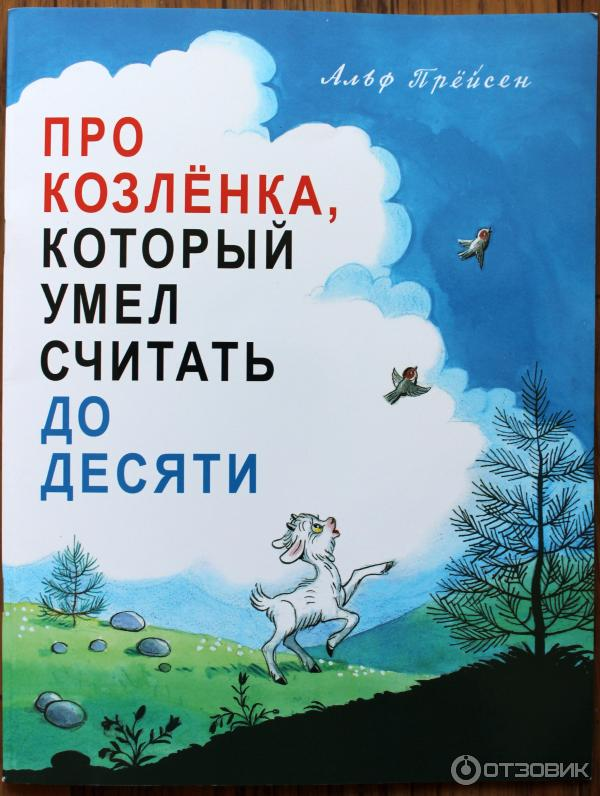 Альф Прёйсен
ПРО
КОЗЛЁНКА,
КОТОРЫЙ
УМЕЛ
СЧИТАТЬ
ДО
ДЕСЯТИ
ОТЗОВИК